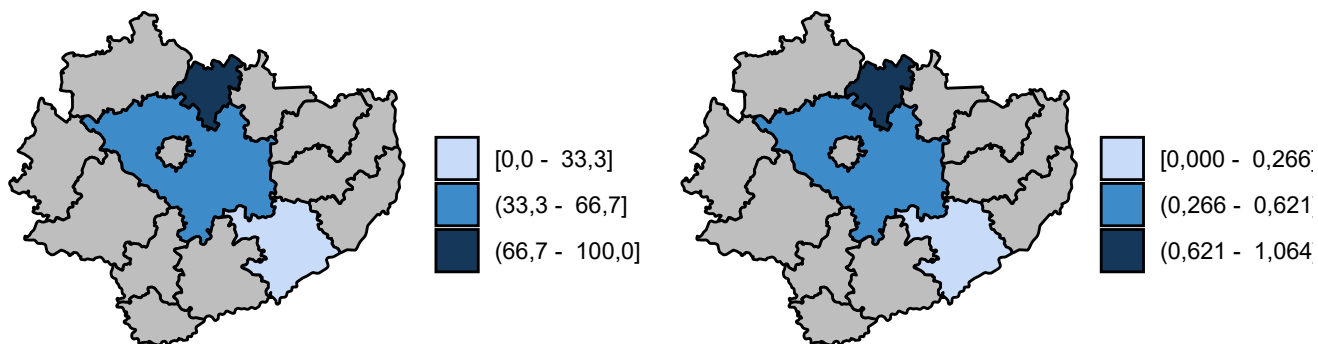 [0,0 - 33,3]
(33,3 - 66,7]
(66,7 - 100,0]
[0,000 - 0,266]
(0,266 - 0,621]
(0,621 - 1,064]